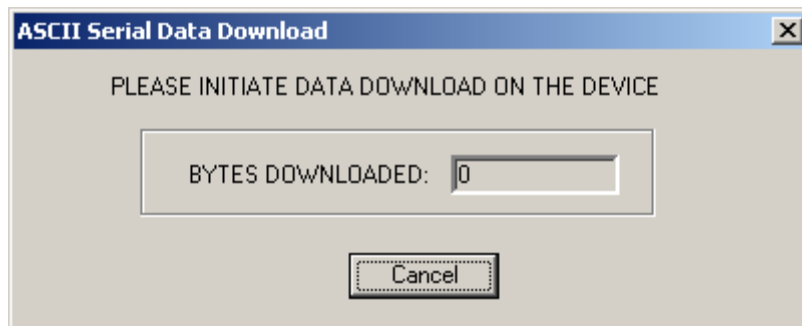 ASCII Serial Data Download
PLEASE INITIATE DATA DOWNLOAD ON THE DEVICE
BYTES DOWNLOADED: 0
Cancel